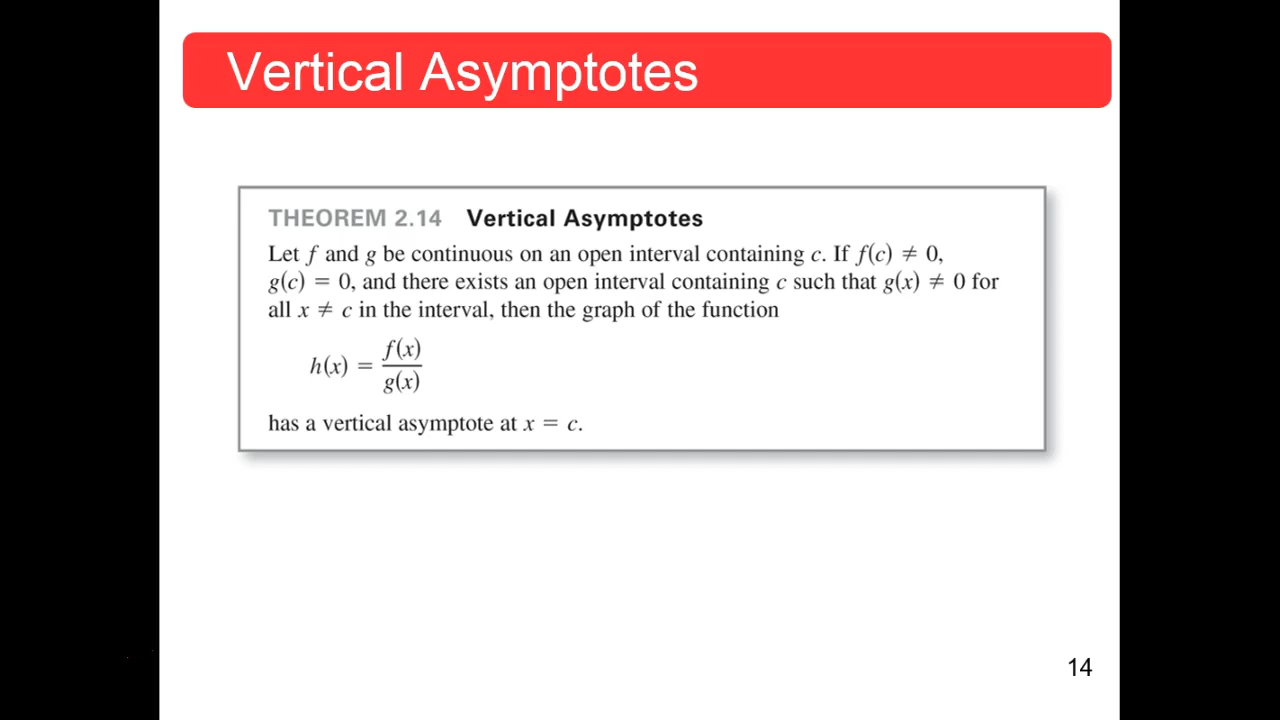 Vertical Asymptotes
THEOREM 2.14 Vertical Asymptotes
Let f and g be continuous on an open interval containing c. If f(c) ≠ 0,
g(c) = 0, and there exists an open interval containing c such that g(x) ≠ 0 for
all x ≠ c in the interval, then the graph of the function
h(x) = f(x)/g(x)
has a vertical asymptote at x = c.
14